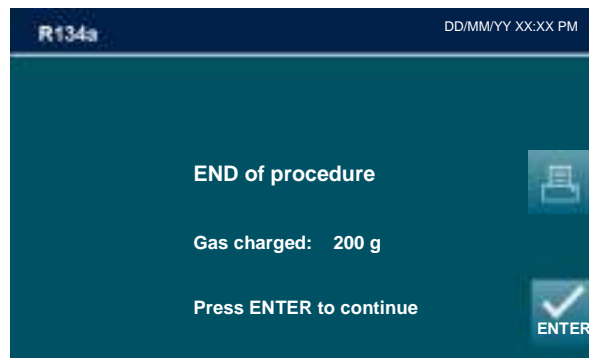 R134a
DD/MM/YY XX:XX PM
END of procedure
Gas charged: 200 g
Press ENTER to continue
ENTER